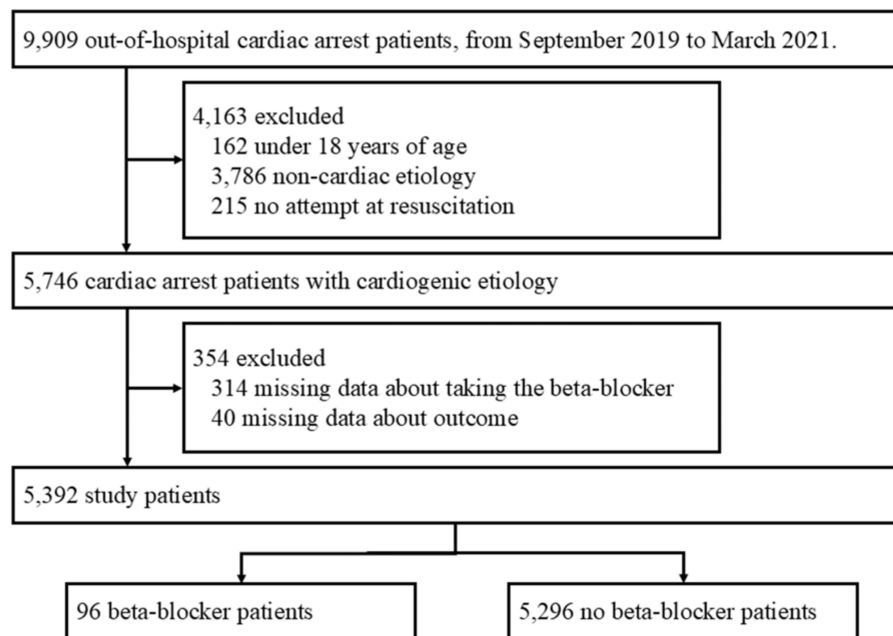 9,909 out-of-hospital cardiac arrest patients, from September 2019 to March 2021.
4,163 excluded
162 under 18 years of age
3,786 non-cardiac etiology
215 no attempt at resuscitation
5,746 cardiac arrest patients with cardiogenic etiology
354 excluded
314 missing data about taking the beta-blocker
40 missing data about outcome
5,392 study patients
96 beta-blocker patients
5,296 no beta-blocker patients